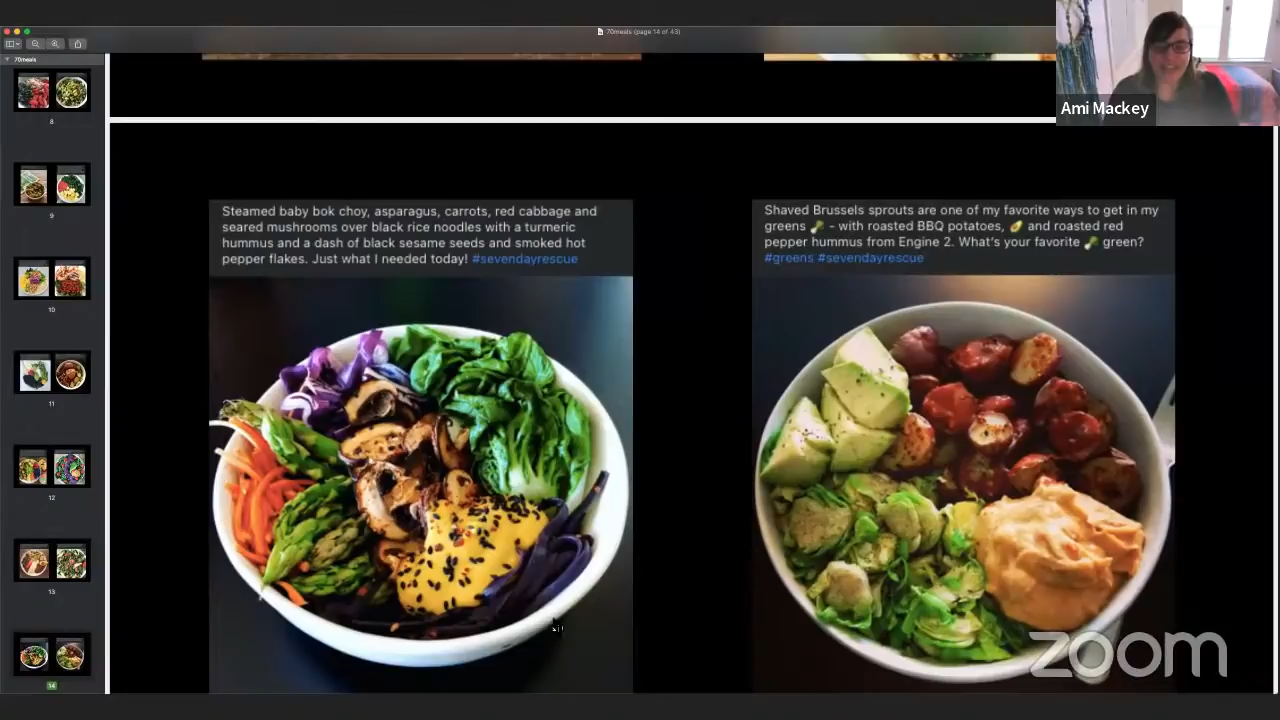 70meals (page 14 of 43)
70meals
8
9
10
11
12
13
14
Ami Mackey
Steamed baby bok choy, asparagus, carrots, red cabbage and
seared mushrooms over black rice noodles with a turmeric
hummus and a dash of black sesame seeds and smoked hot
pepper flakes. Just what I needed today! #sevendayrescue
Shaved Brussels sprouts are one of my favorite ways to get in my
greens 🥦 - with roasted BBQ potatoes, 🥑 and roasted red
pepper hummus from Engine 2. What's your favorite 🥦 green?
#greens #sevendayrescue
zoom